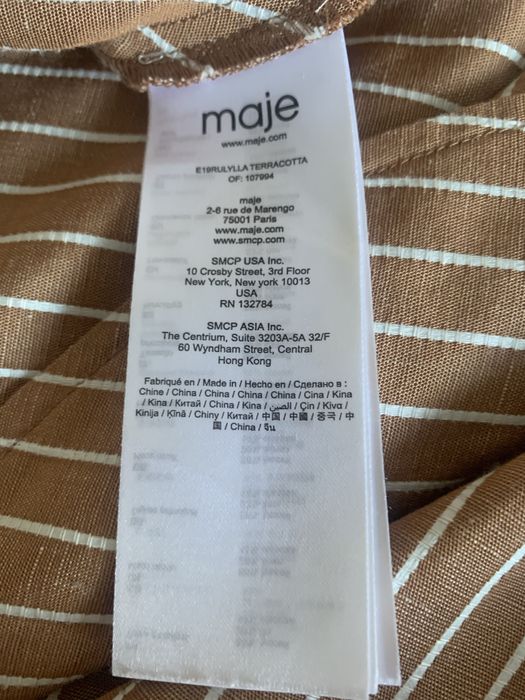 maje
www.maje.com
E19RULYLLA TERRACOTTA
OF: 107994
maje
2-6 rue de Marengo
75001 Paris
www.maje.com
www.smcp.com
SMCP USA Inc.
10 Crosby Street, 3rd Floor
New York, New york 10013
USA
RN 132784
SMCP ASIA Inc.
The Centrium, Suite 3203A-5A 32/F
60 Wyndham Street, Central
Hong Kong
Fabriqué en / Made in / Hecho en / Сделано в :
Chine / China / China / China / China / Cina / Kina
/ Kina / Китай / China / Kina / الصين / Çin / Kiva /
Kinija / Ķīnā / Chiny / Китай / 中国 / 中國 / 중국 / 中
国 / China / จีน